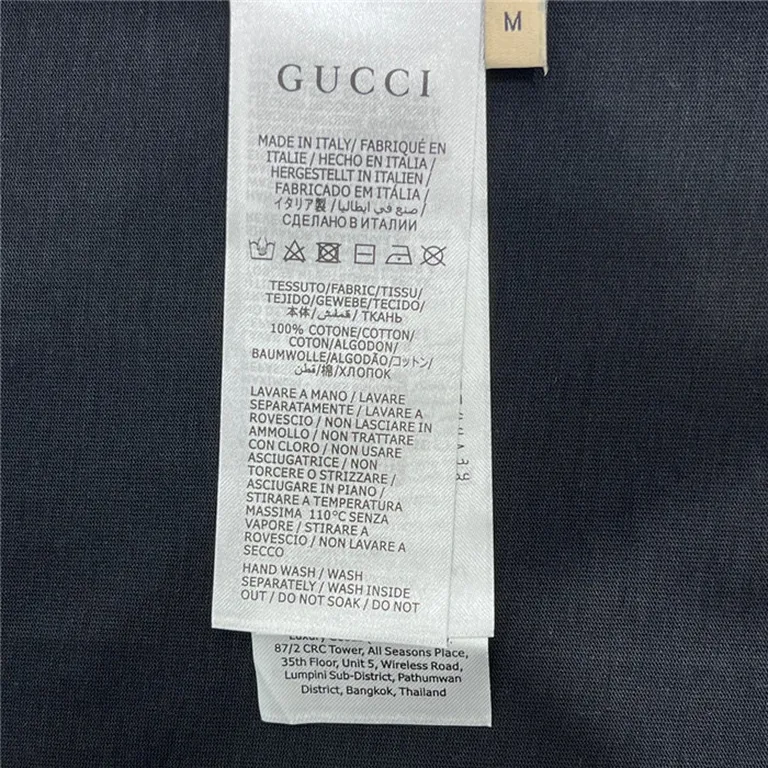 M
GUCCI
MADE IN ITALY/ FABRIQUÉ EN
ITALIE / HECHO EN ITALIA /
HERGESTELLT IN ITALIEN /
FABRICADO EM ITÁLIA /
イタリア製 / صنع في ايطاليا /
СДЕЛАНО В ИТАЛИИ
TESSUTO/FABRIC/TISSU/
TEJIDO/GEWEBE/TECIDO/
本体/قماش/ ТКАНЬ
100% COTONE/COTTON/
COTON/ALGODON/
BAUMWOLLE/ALGODÃO/コットン/
قطن/棉/ХЛОПОК
LAVARE A MANO / LAVARE
SEPARATAMENTE / LAVARE A
ROVESCIO / NON LASCIARE IN
AMMOLLO / NON TRATTARE
CON CLORO / NON USARE
ASCIUGATRICE / NON
TORCERE O STRIZZARE /
ASCIUGARE IN PIANO /
STIRARE A TEMPERATURA
MASSIMA 110°C SENZA
VAPORE / STIRARE A
ROVESCIO / NON LAVARE A
SECCO
HAND WASH / WASH
SEPARATELY / WASH INSIDE
OUT / DO NOT SOAK / DO NOT
Luxury
87/2 CRC Tower, All Seasons Place,
35th Floor, Unit 5, Wireless Road,
Lumpini Sub-District, Pathumwan
District, Bangkok, Thailand